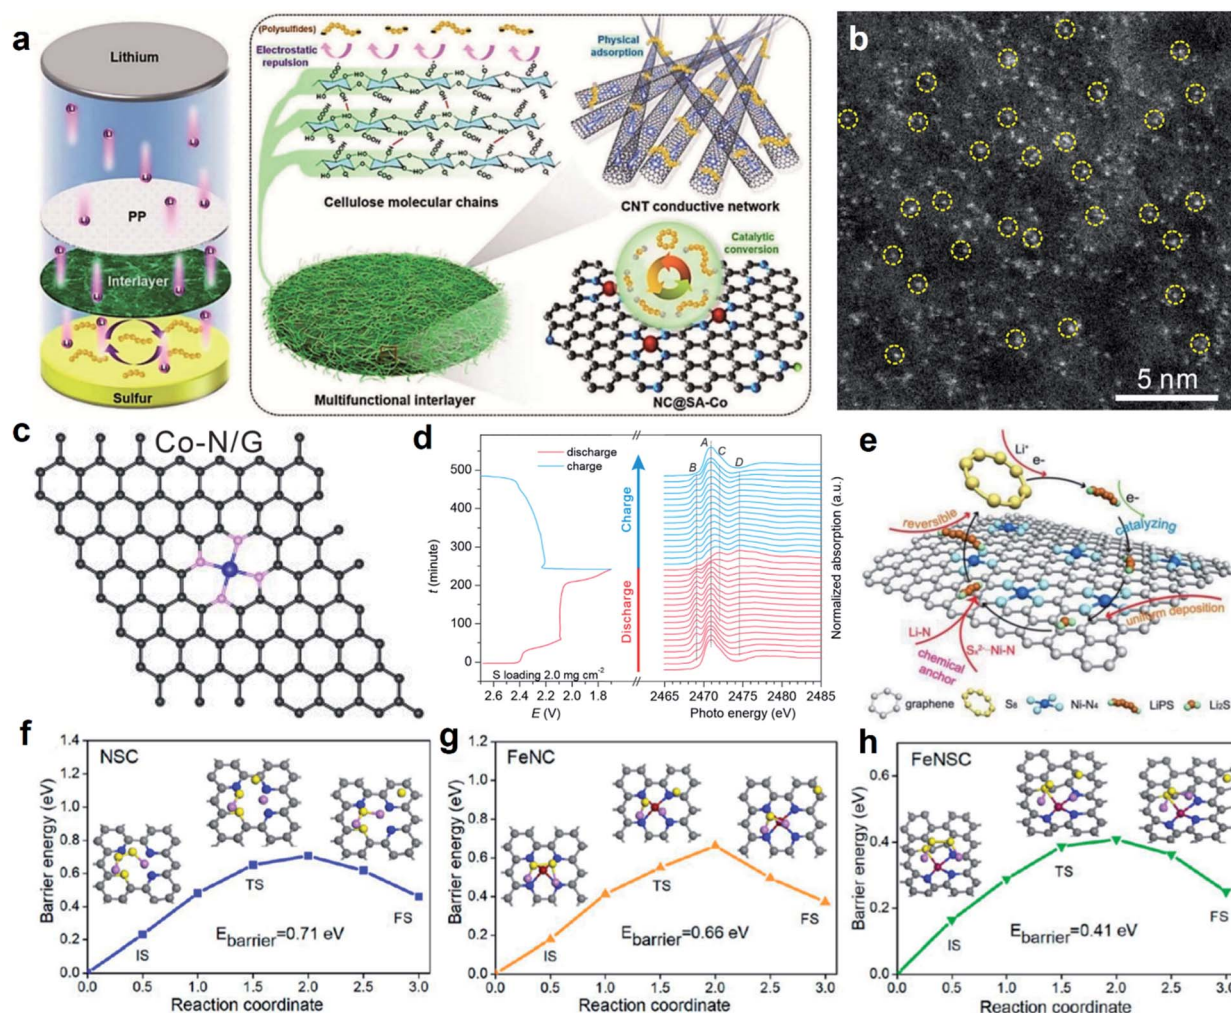 a
Lithium
PP
Interlayer
Sulfur
(Polysulfides)
Electrostatic
repulsion
Cellulose molecular chains
Physical
adsorption
CNT conductive network
Catalytic
conversion
Multifunctional interlayer
NC@SA-Co
b
5 nm
c
Co-N/G
d
discharge
charge
A
B
C
D
500
400
300
200
100
0
t (minute)
Charge
Discharge
S loading 2.0 mg cm⁻²
2.6 2.4 2.2 2.0 1.8
E (V)
2465 2470 2475 2480 2485
Photo energy (eV)
Normalized absorption (a.u.)
e
Li⁺
e-
e-
catalyzing
reversible
uniform deposition
Li-N
Sₓ²⁻··Ni-N
chemical
anchor
graphene
S₈
Ni-N₄
LiPS
Li₂S
f
NSC
1.4
1.2
1.0
0.8
0.6
0.4
0.2
0.0
Barrier energy (eV)
IS
TS
FS
E barrier=0.71 eV
0.0 0.5 1.0 1.5 2.0 2.5 3.0
Reaction coordinate
g
FeNC
1.2
1.0
0.8
0.6
0.4
0.2
0.0
Barrier energy (eV)
IS
TS
FS
E barrier=0.66 eV
0.0 0.5 1.0 1.5 2.0 2.5 3.0
Reaction coordinate
h
FeNSC
0.6
0.4
0.2
0.0
Barrier energy (eV)
IS
TS
FS
E barrier=0.41 eV
0.0 0.5 1.0 1.5 2.0 2.5 3.0
Reaction coordinate